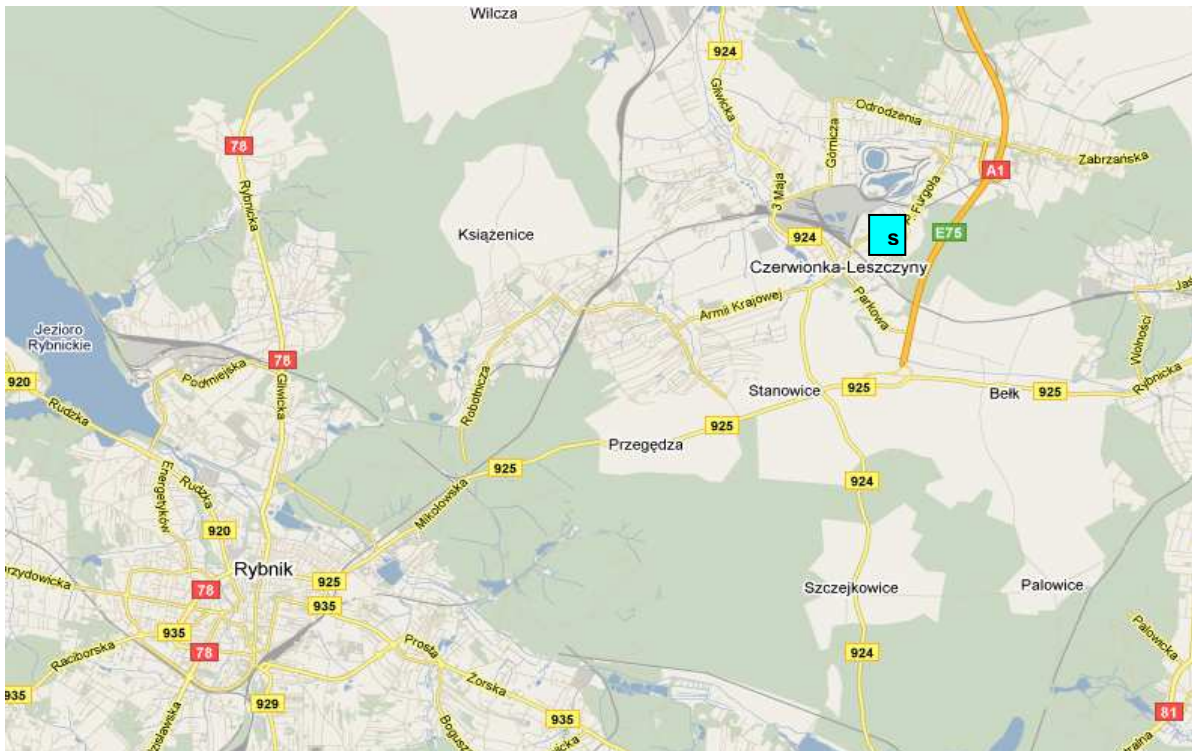 Wilcza
924
Gliwicka
Odrodzenia
78
Górnicza
Zabrzańska
A1
Rybnicka
3 Maja
P. Furgoła
Książenice
924
s
E75
Czerwionka-Leszczyny
Armii Krajowej
Parkowa
Jezioro
Rybnickie
Wolności
78
920
Podmiejska
Gliwicka
Robotnicza
Stanowice
925
Bełk
925
Rybnicka
Rudzka
925
Przegędza
925
Energetyków
Rudzka
924
Mikołowska
920
Rybnik
925
78
rzydowicka
935
Szczejkowice
Palowice
935
Raciborska
78
Prosta
924
Palowicka
935
Żorska
929
935
81